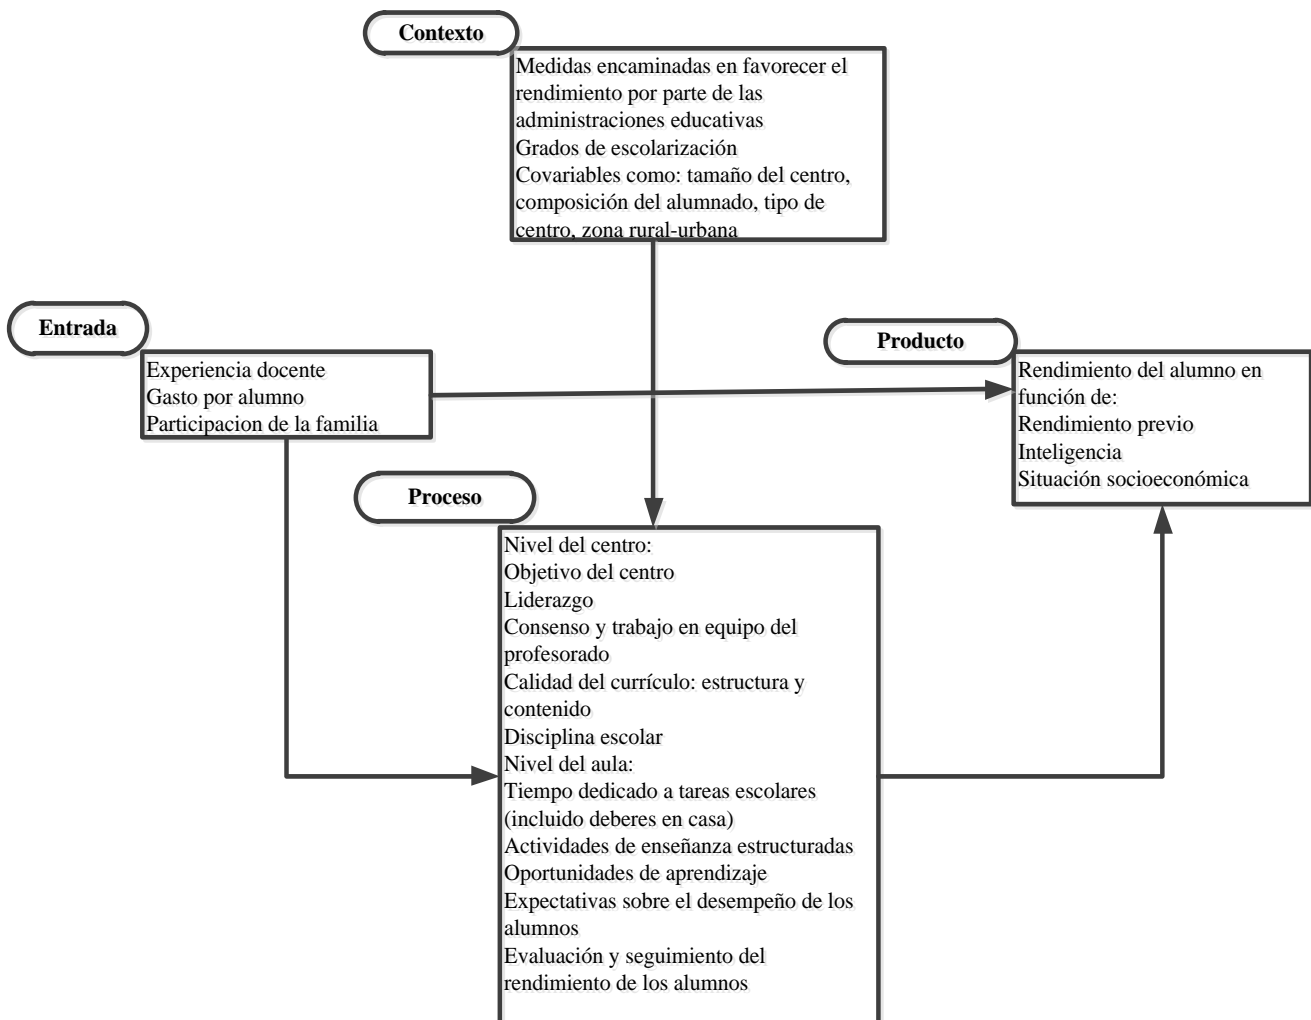 Contexto
Medidas encaminadas en favorecer el
rendimiento por parte de las
administraciones educativas
Grados de escolarización
Covariables como: tamaño del centro,
composición del alumnado, tipo de
centro, zona rural-urbana
Entrada
Experiencia docente
Gasto por alumno
Participacion de la familia
Producto
Rendimiento del alumno en
función de:
Rendimiento previo
Inteligencia
Situación socioeconómica
Proceso
Nivel del centro:
Objetivo del centro
Liderazgo
Consenso y trabajo en equipo del
profesorado
Calidad del currículo: estructura y
contenido
Disciplina escolar
Nivel del aula:
Tiempo dedicado a tareas escolares
(incluido deberes en casa)
Actividades de enseñanza estructuradas
Oportunidades de aprendizaje
Expectativas sobre el desempeño de los
alumnos
Evaluación y seguimiento del
rendimiento de los alumnos